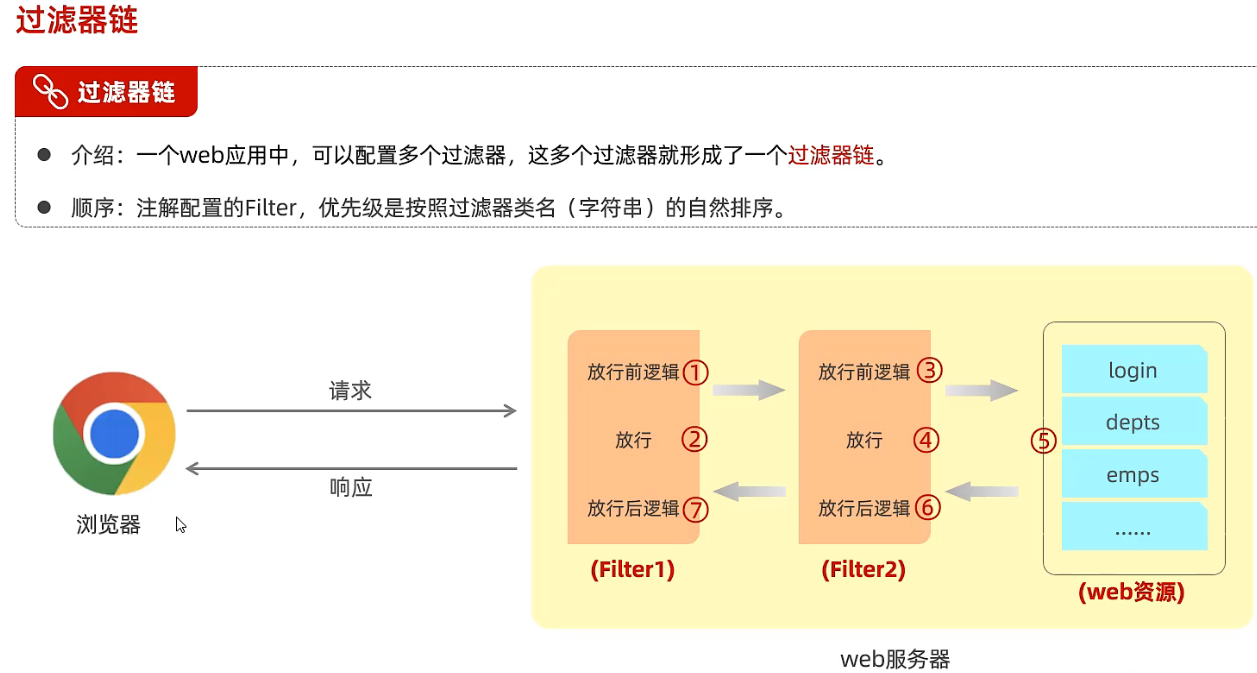 过滤器链
过滤器链
介绍：一个web应用中，可以配置多个过滤器，这多个过滤器就形成了一个过滤器链。
顺序：注解配置的Filter，优先级是按照过滤器类名（字符串）的自然排序。
请求
响应
浏览器
放行前逻辑①
放行 ②
放行后逻辑⑦
(Filter1)
放行前逻辑③
放行 ④
放行后逻辑⑥
(Filter2)
⑤
login
depts
emps
......
(web资源)
web服务器